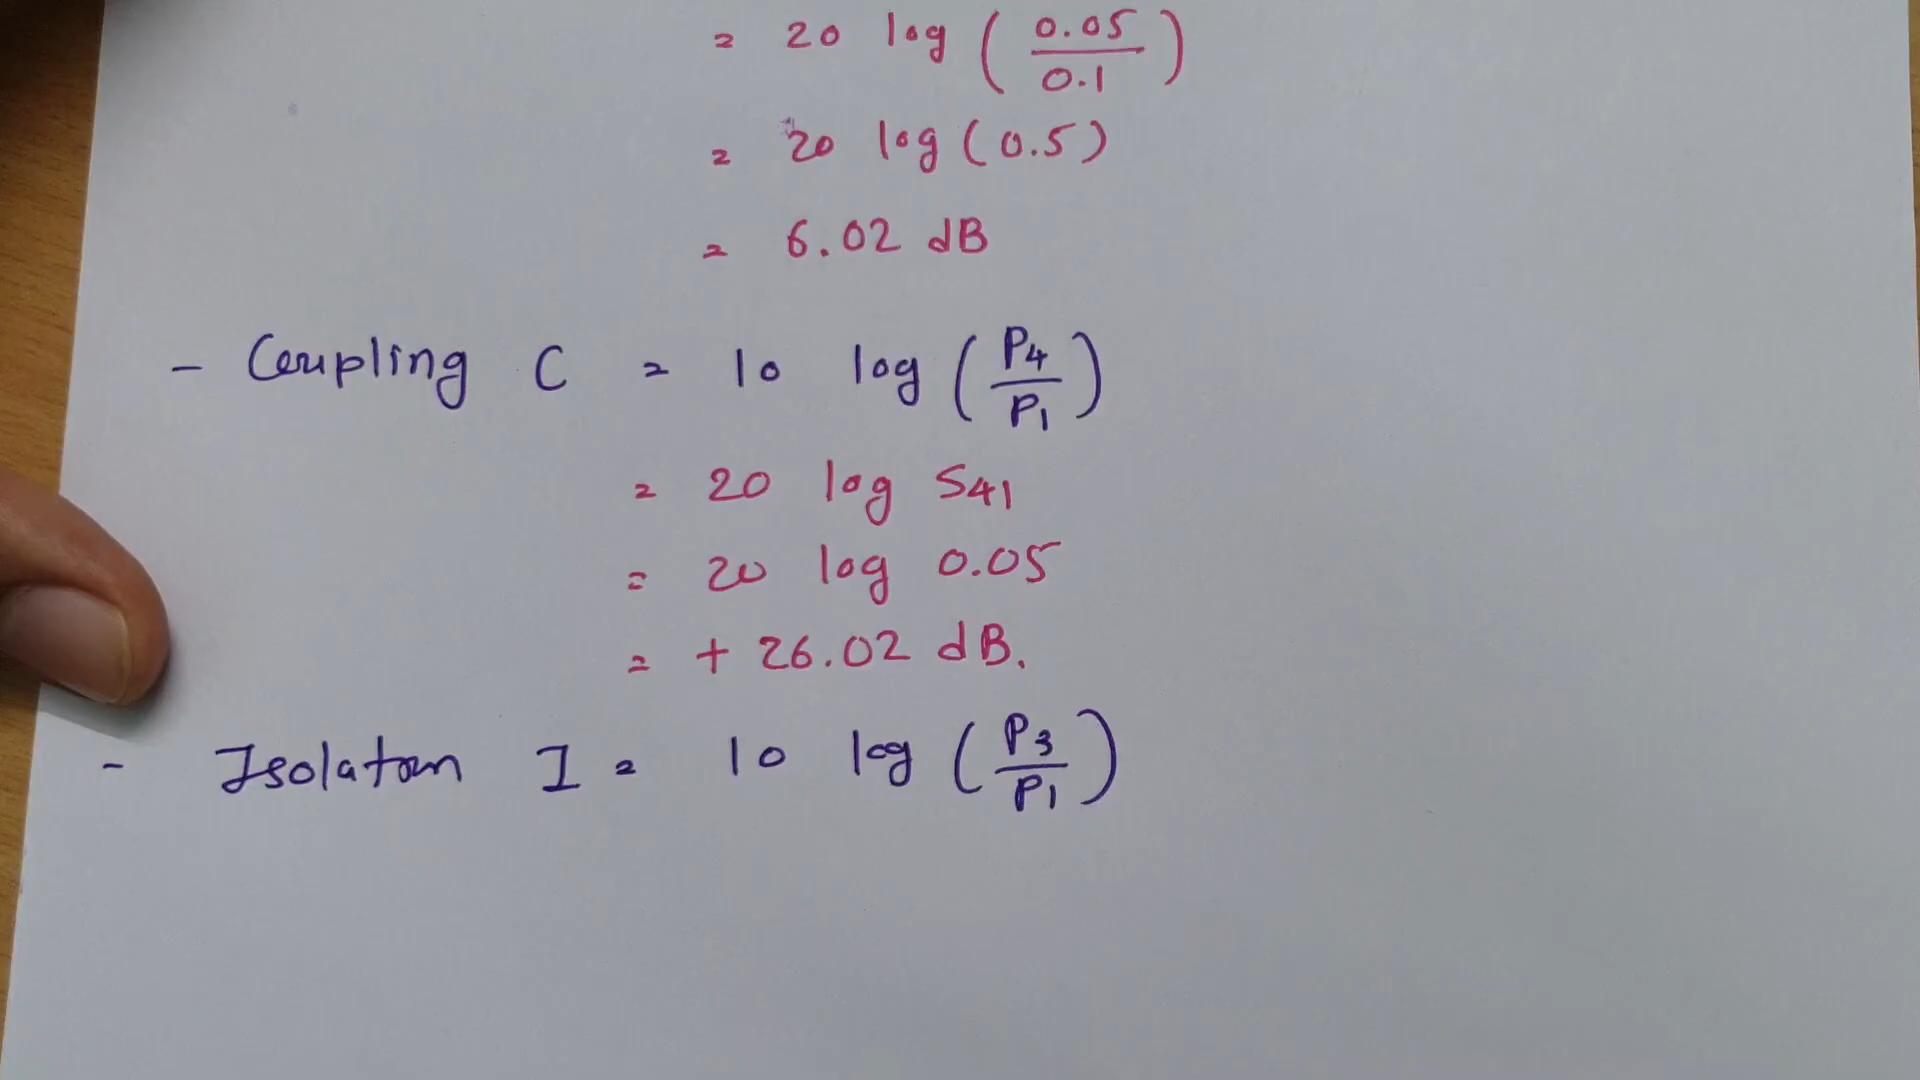 = 20 log ( 0.05 / 0.1 )
= 20 log ( 0.5 )
= 6.02 dB
- Coupling C = 10 log ( P4 / P1 )
= 20 log S41
= 20 log 0.05
= + 26.02 dB.
- Isolaton I = 10 log ( P3 / P1 )